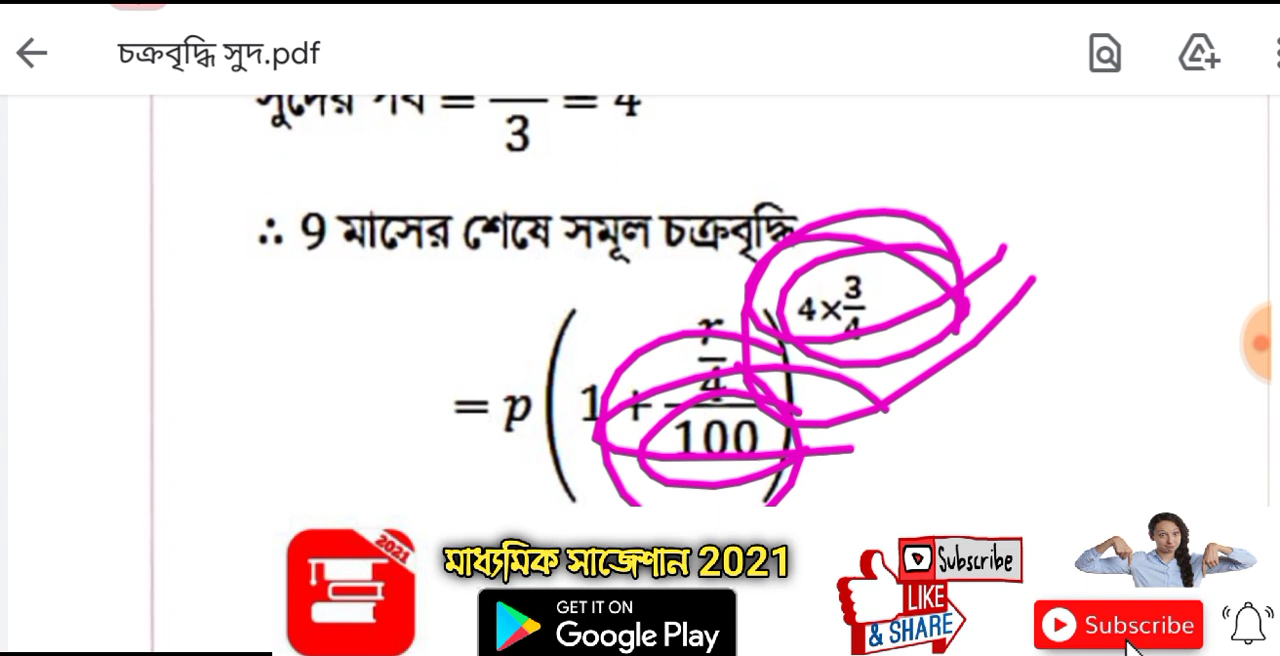 চক্রবৃদ্ধি সুদ.pdf
সুদের পর্ব = — = 4
3
∴ 9 মাসের শেষে সমূল চক্রবৃদ্ধি
= p(1 + r/4/100)^4×3/4
2021
মাধ্যমিক সাজেশান 2021
GET IT ON
Google Play
Subscribe
LIKE
& SHARE
Subscribe